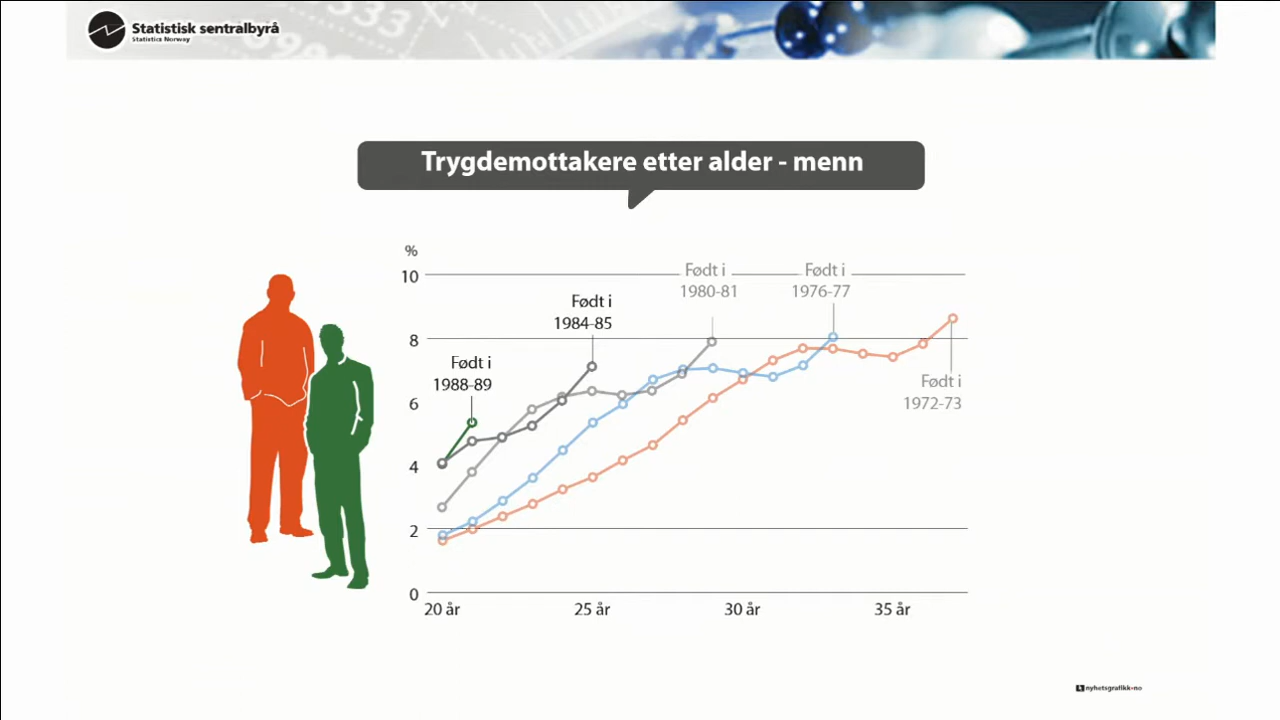 Statistisk sentralbyrå
Statistics Norway
Trygdemottakere etter alder - menn
%
10
8
6
4
2
0
Født i
1988-89
Født i
1984-85
Født i
1980-81
Født i
1976-77
Født i
1972-73
20 år
25 år
30 år
35 år
nyhetsgrafikk•no